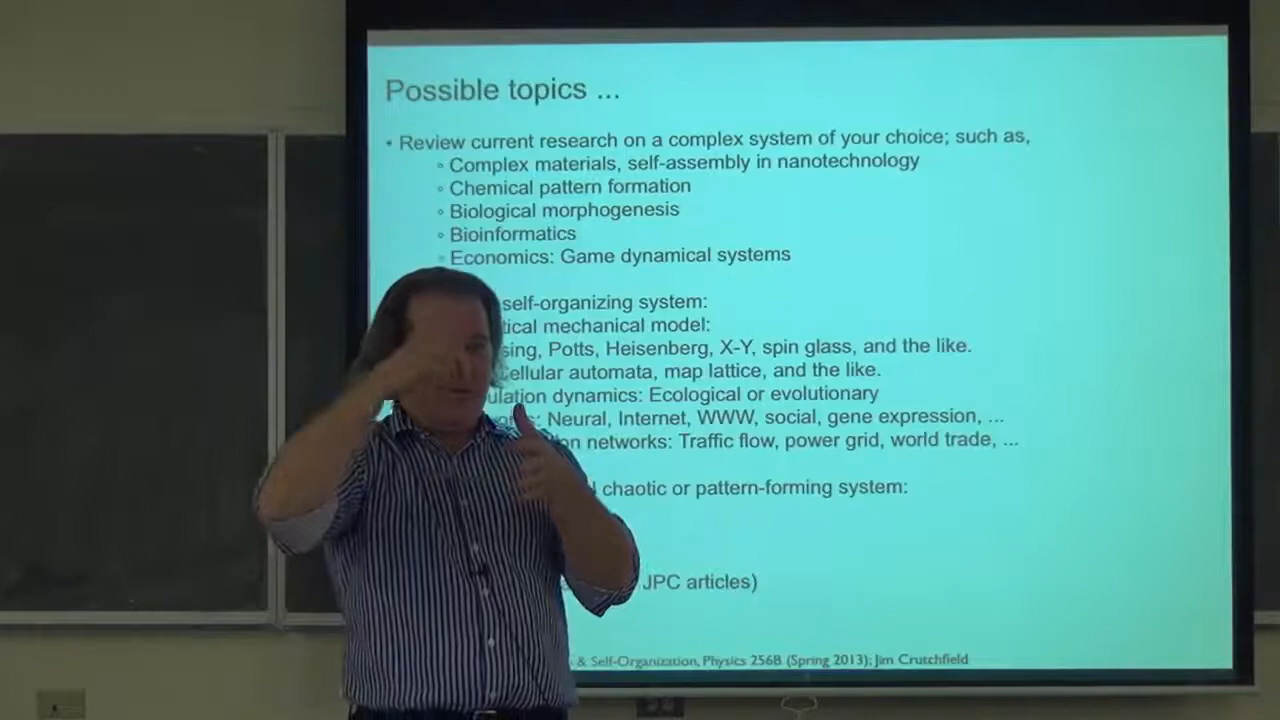 Possible topics ...
• Review current research on a complex system of your choice; such as,
◦ Complex materials, self-assembly in nanotechnology
◦ Chemical pattern formation
◦ Biological morphogenesis
◦ Bioinformatics
◦ Economics: Game dynamical systems
self-organizing system:
tical mechanical model:
sing, Potts, Heisenberg, X-Y, spin glass, and the like.
Cellular automata, map lattice, and the like.
ulation dynamics: Ecological or evolutionary
: Neural, Internet, WWW, social, gene expression, ...
on networks: Traffic flow, power grid, world trade, ...
chaotic or pattern-forming system:
JPC articles)
& Self-Organization, Physics 256B (Spring 2013); Jim Crutchfield